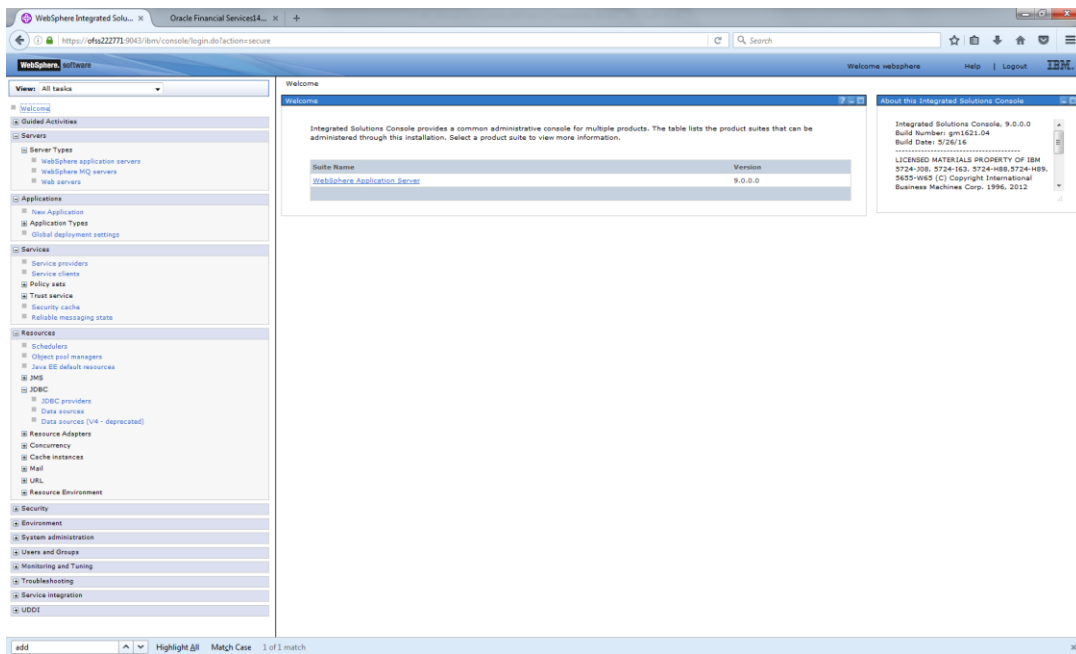 WebSphere Integrated Solu... ×
Oracle Financial Services14... ×
+
https://ofss222771:9043/ibm/console/login.do?action=secure
Search
WebSphere. software
Welcome websphere
Help | Logout
IBM.
View: All tasks
Welcome
Guided Activities
Servers
Server Types
WebSphere application servers
WebSphere MQ servers
Web servers
Applications
New Application
Application Types
Global deployment settings
Services
Service providers
Service clients
Policy sets
Trust service
Security cache
Reliable messaging state
Resources
Schedulers
Object pool managers
Java EE default resources
JMS
JDBC
JDBC providers
Data sources
Data sources (V4 - deprecated)
Resource Adapters
Concurrency
Cache instances
Mail
URL
Resource Environment
Security
Environment
System administration
Users and Groups
Monitoring and Tuning
Troubleshooting
Service integration
UDDI
Welcome
Welcome
Integrated Solutions Console provides a common administrative console for multiple products. The table lists the product suites that can be
administered through this installation. Select a product suite to view more information.
Suite Name
Version
WebSphere Application Server
9.0.0.0
About this Integrated Solutions Console
Integrated Solutions Console, 9.0.0.0
Build Number: gm1621.04
Build Date: 5/26/16
----------------------------------
LICENSED MATERIALS PROPERTY OF IBM
5724-J08, 5724-I63, 5724-H88,5724-H89,
5655-W65 (C) Copyright International
Business Machines Corp. 1996, 2012
add
Highlight All
Match Case
1 of 1 match